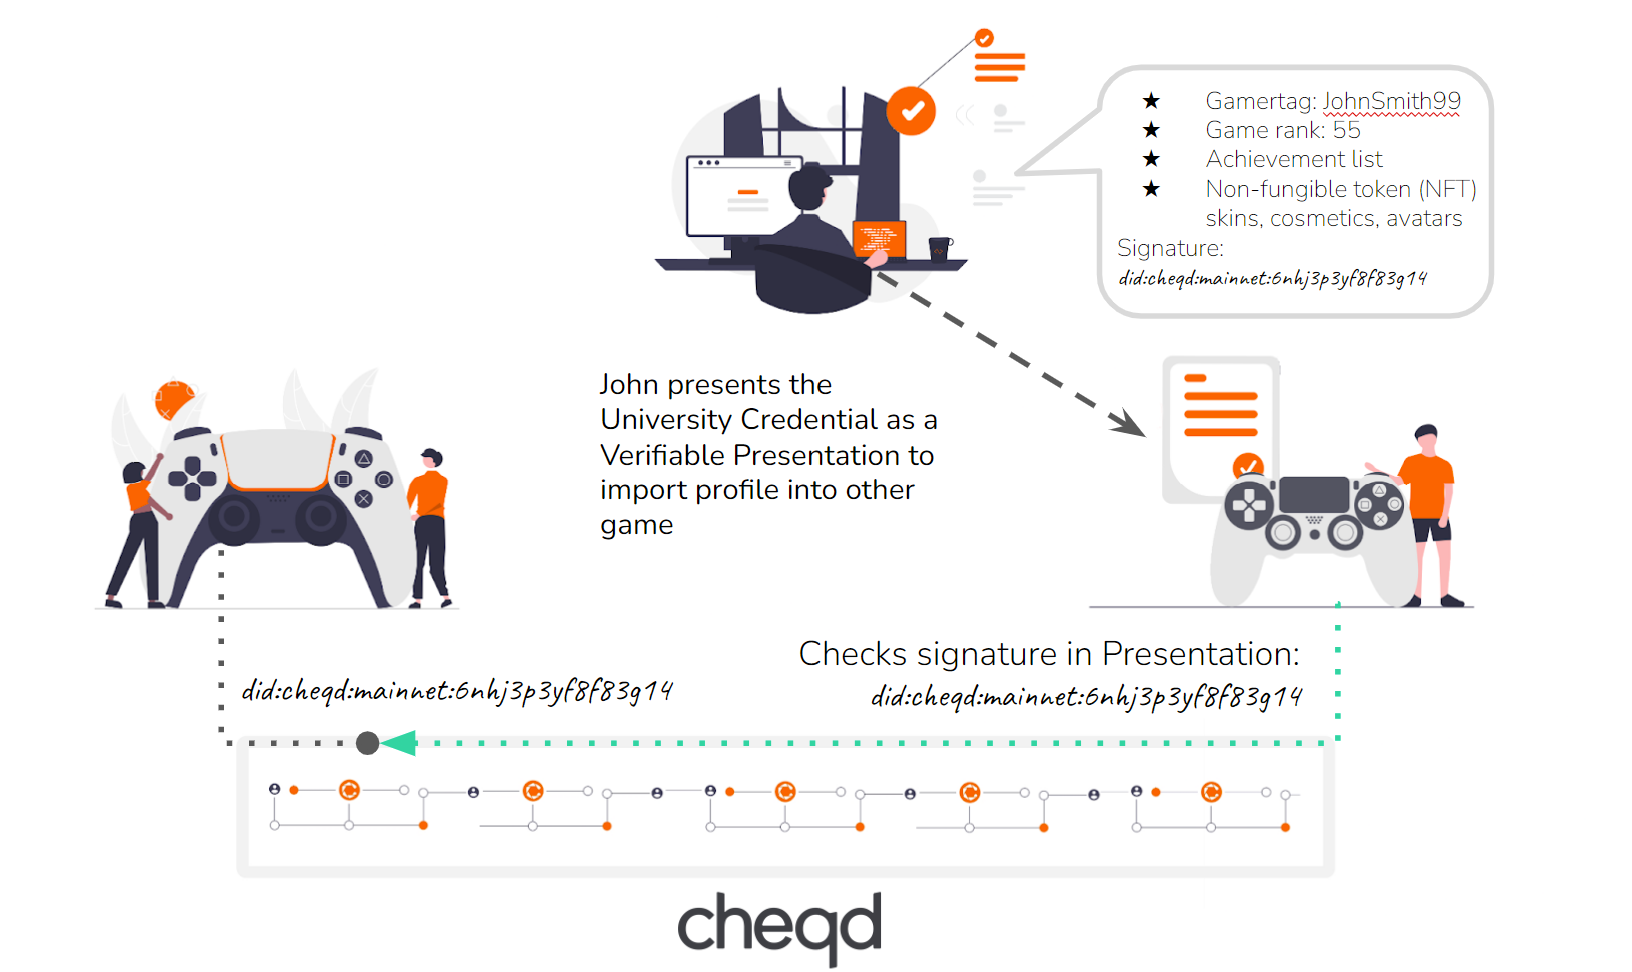 ★ Gamertag: JohnSmith99
★ Game rank: 55
★ Achievement list
★ Non-fungible token (NFT)
skins, cosmetics, avatars
Signature:
did:cheqd:mainnet:6nhj3p3yf8f83g14
John presents the
University Credential as a
Verifiable Presentation to
import profile into other
game
Checks signature in Presentation:
did:cheqd:mainnet:6nhj3p3yf8f83g14
did:cheqd:mainnet:6nhj3p3yf8f83g14
cheqd